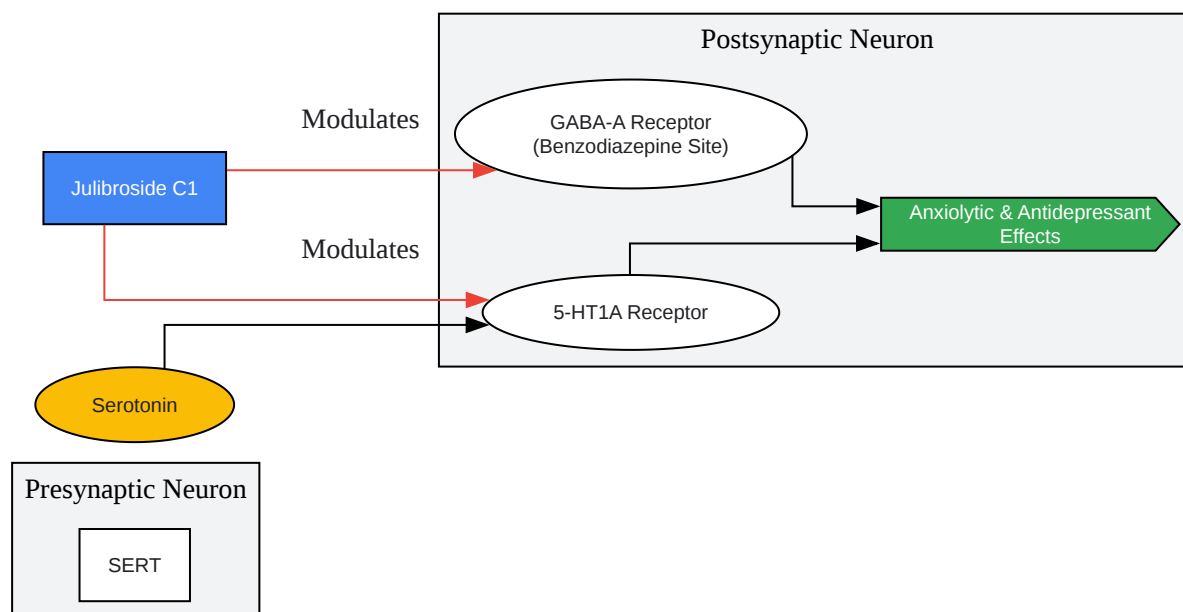 Postsynaptic Neuron
Modulates
GABA-A Receptor
(Benzodiazepine Site)
Julibroside C1
Anxiolytic & Antidepressant
Effects
Modulates
5-HT1A Receptor
Serotonin
Presynaptic Neuron
SERT